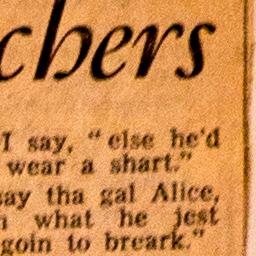 chers
I say, "else he'd
wear a shart."
say tha gal Alice,
what he jest
goin to breark."